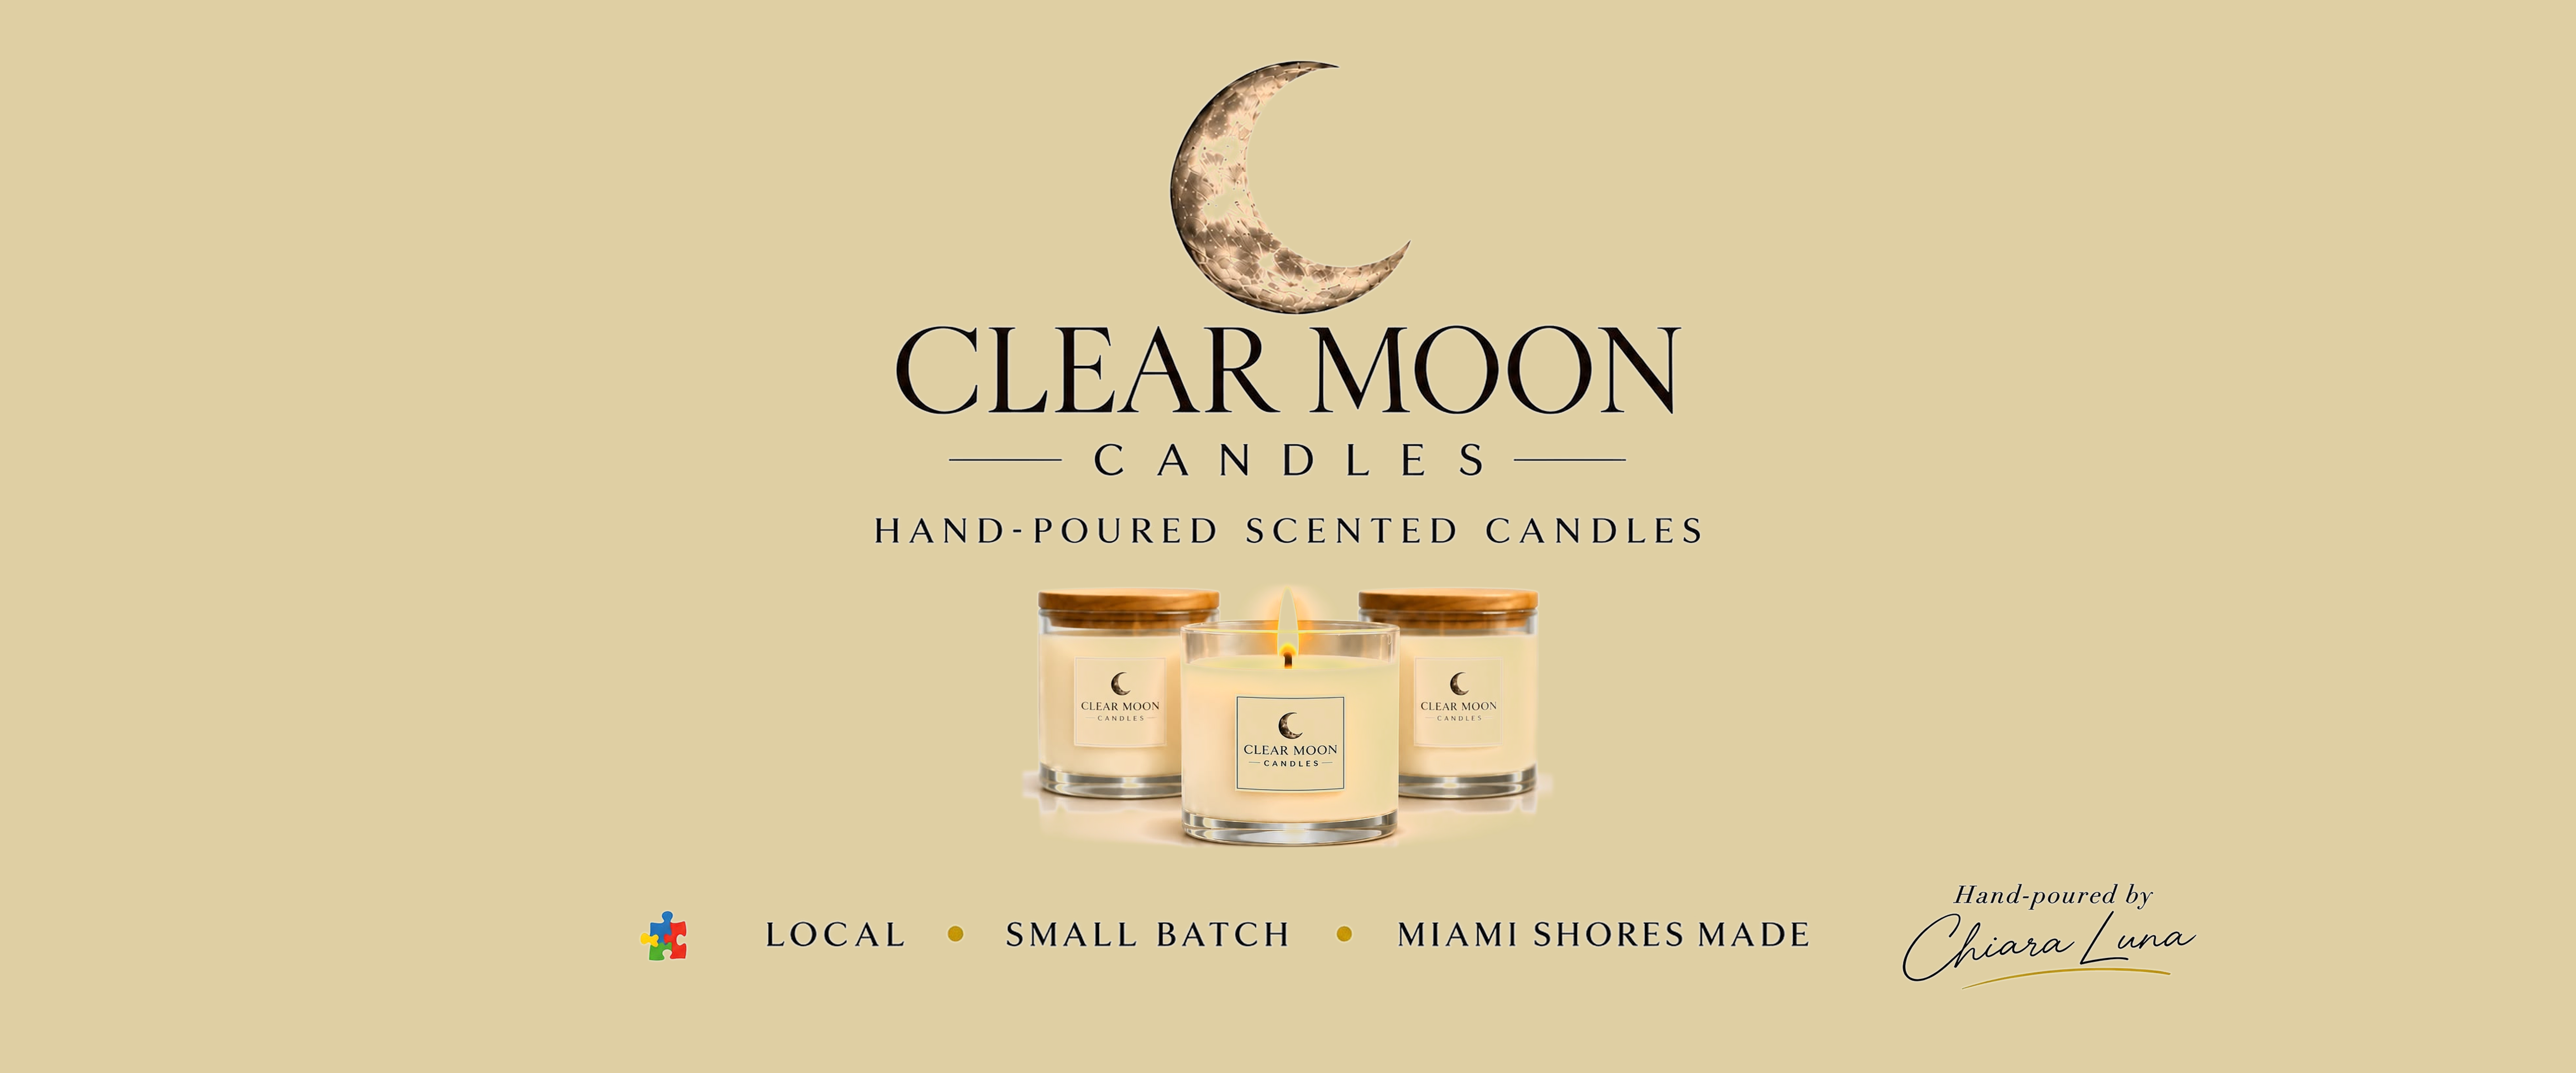 CLEAR MOON
CANDLES
HAND-POURED SCENTED CANDLES
CLEAR MOON
CANDLES
CLEAR MOON
CANDLES
CLEAR MOON
CANDLES
LOCAL • SMALL BATCH • MIAMI SHORES MADE
Hand-poured by
Chiara Luna